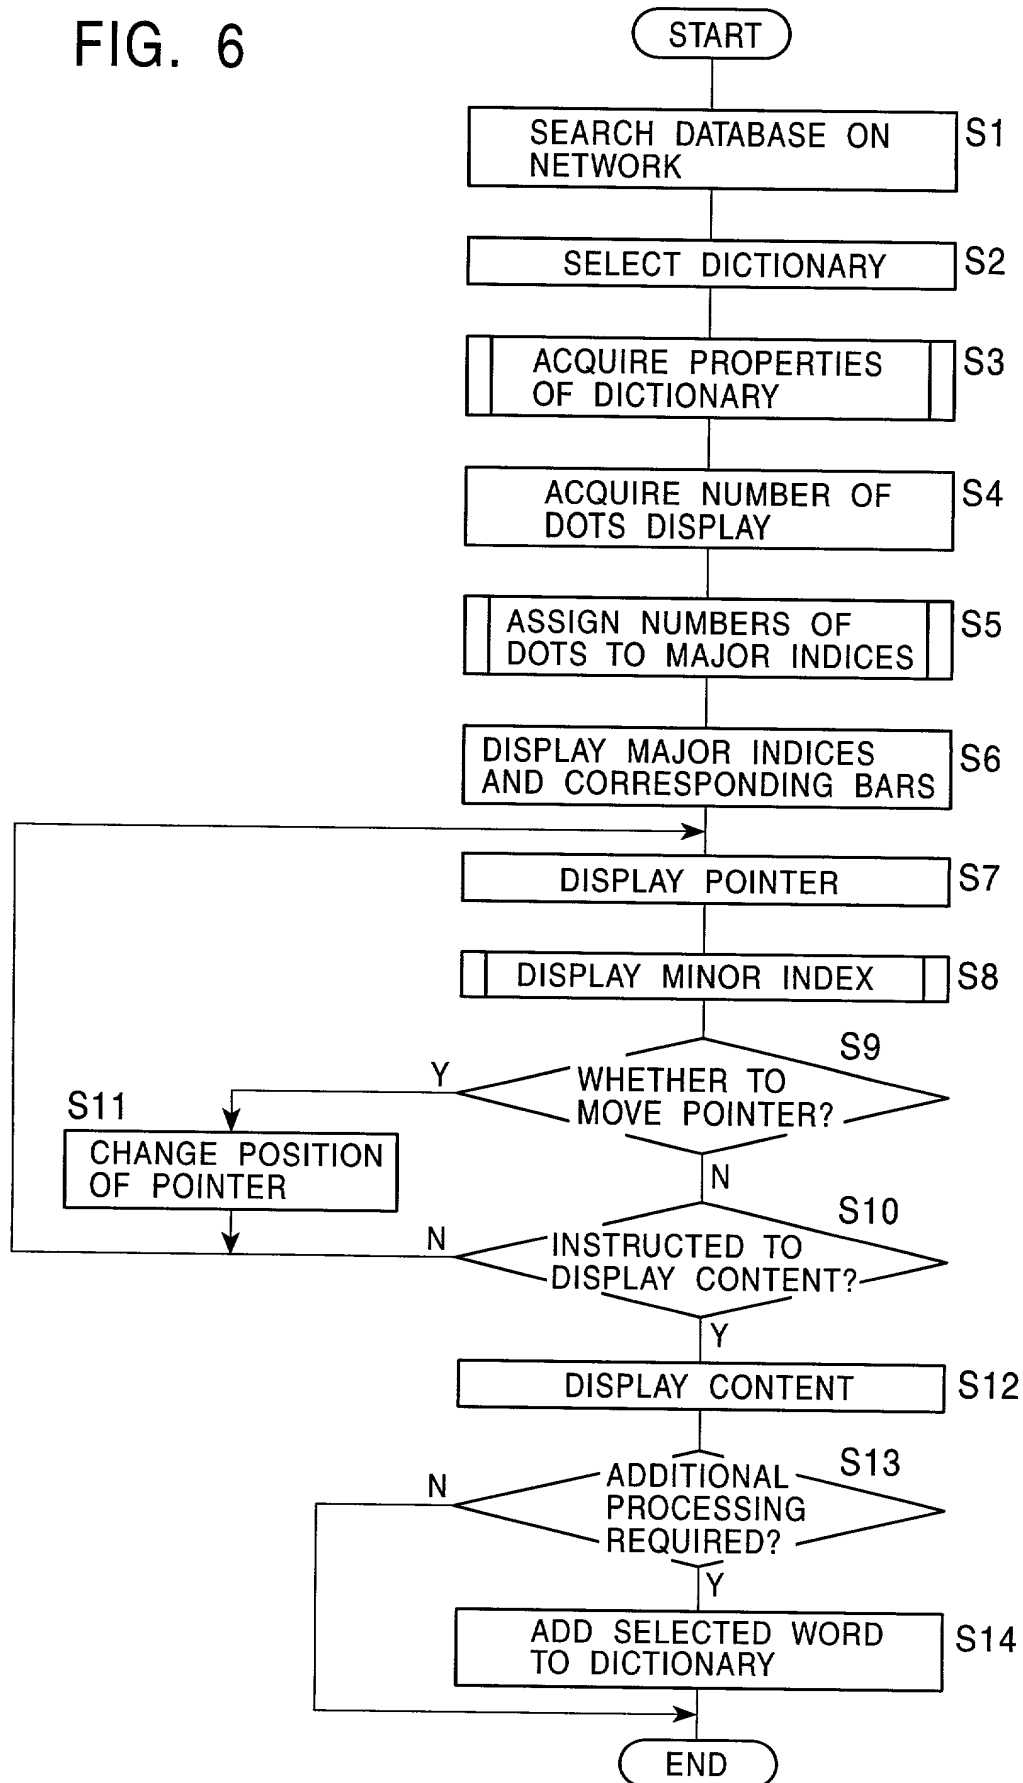 FIG. 6
START
SEARCH DATABASE ON
NETWORK
S1
SELECT DICTIONARY
S2
ACQUIRE PROPERTIES
OF DICTIONARY
S3
ACQUIRE NUMBER OF
DOTS DISPLAY
S4
ASSIGN NUMBERS OF
DOTS TO MAJOR INDICES
S5
DISPLAY MAJOR INDICES
AND CORRESPONDING BARS
S6
DISPLAY POINTER
S7
DISPLAY MINOR INDEX
S8
S9
WHETHER TO
MOVE POINTER?
Y
N
S11
CHANGE POSITION
OF POINTER
S10
INSTRUCTED TO
DISPLAY CONTENT?
N
Y
DISPLAY CONTENT
S12
S13
ADDITIONAL
PROCESSING
REQUIRED?
N
Y
ADD SELECTED WORD
TO DICTIONARY
S14
END